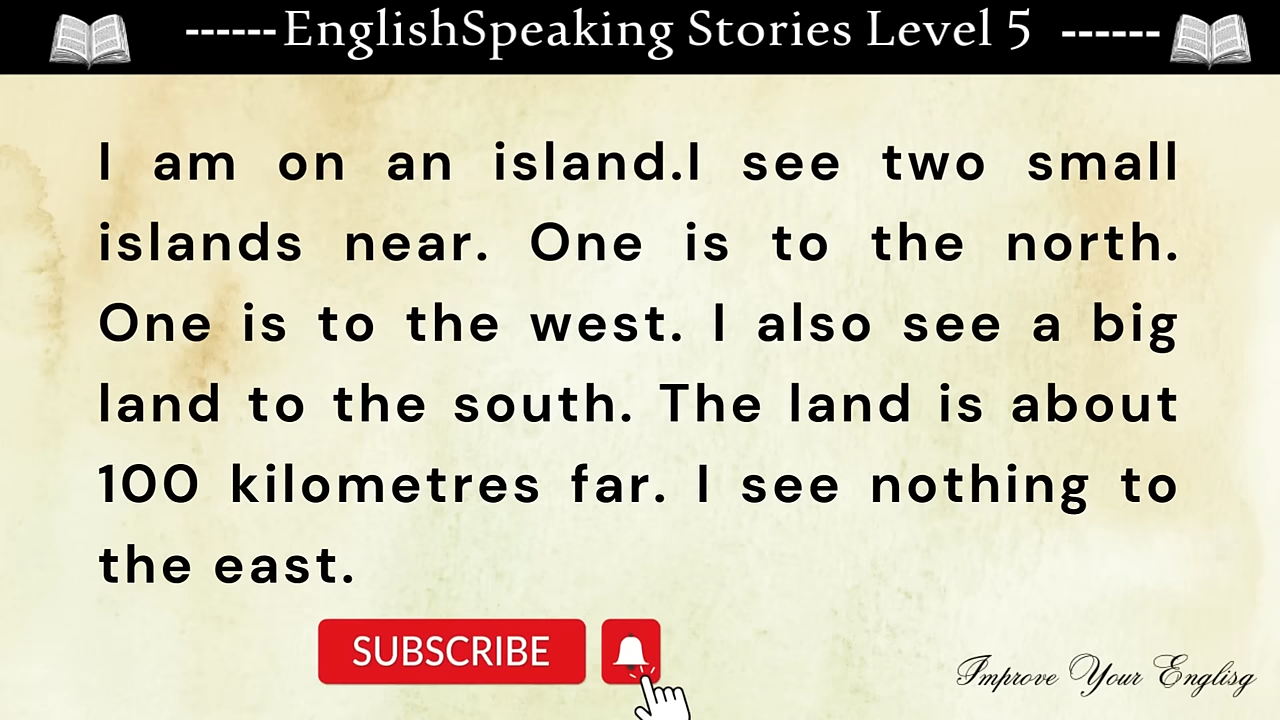 ------EnglishSpeaking Stories Level 5 ------
I am on an island.I see two small
islands near. One is to the north.
One is to the west. I also see a big
land to the south. The land is about
100 kilometres far. I see nothing to
the east.
SUBSCRIBE
Improve Your Englisg